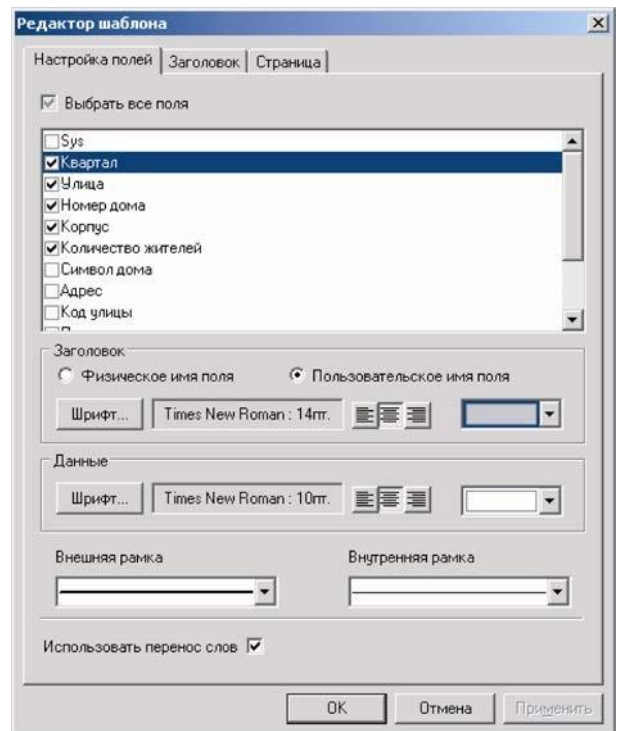 Редактор шаблона
Настройка полей Заголовок Страница
Выбрать все поля
Sys
Квартал
Улица
Номер дома
Корпус
Количество жителей
Символ дома
Адрес
Код улицы
Заголовок
Физическое имя поля Пользовательское имя поля
Шрифт... Times New Roman : 14пт.
Данные
Шрифт... Times New Roman : 10пт.
Внешняя рамка Внутренняя рамка
Использовать перенос слов
OK Отмена Применить